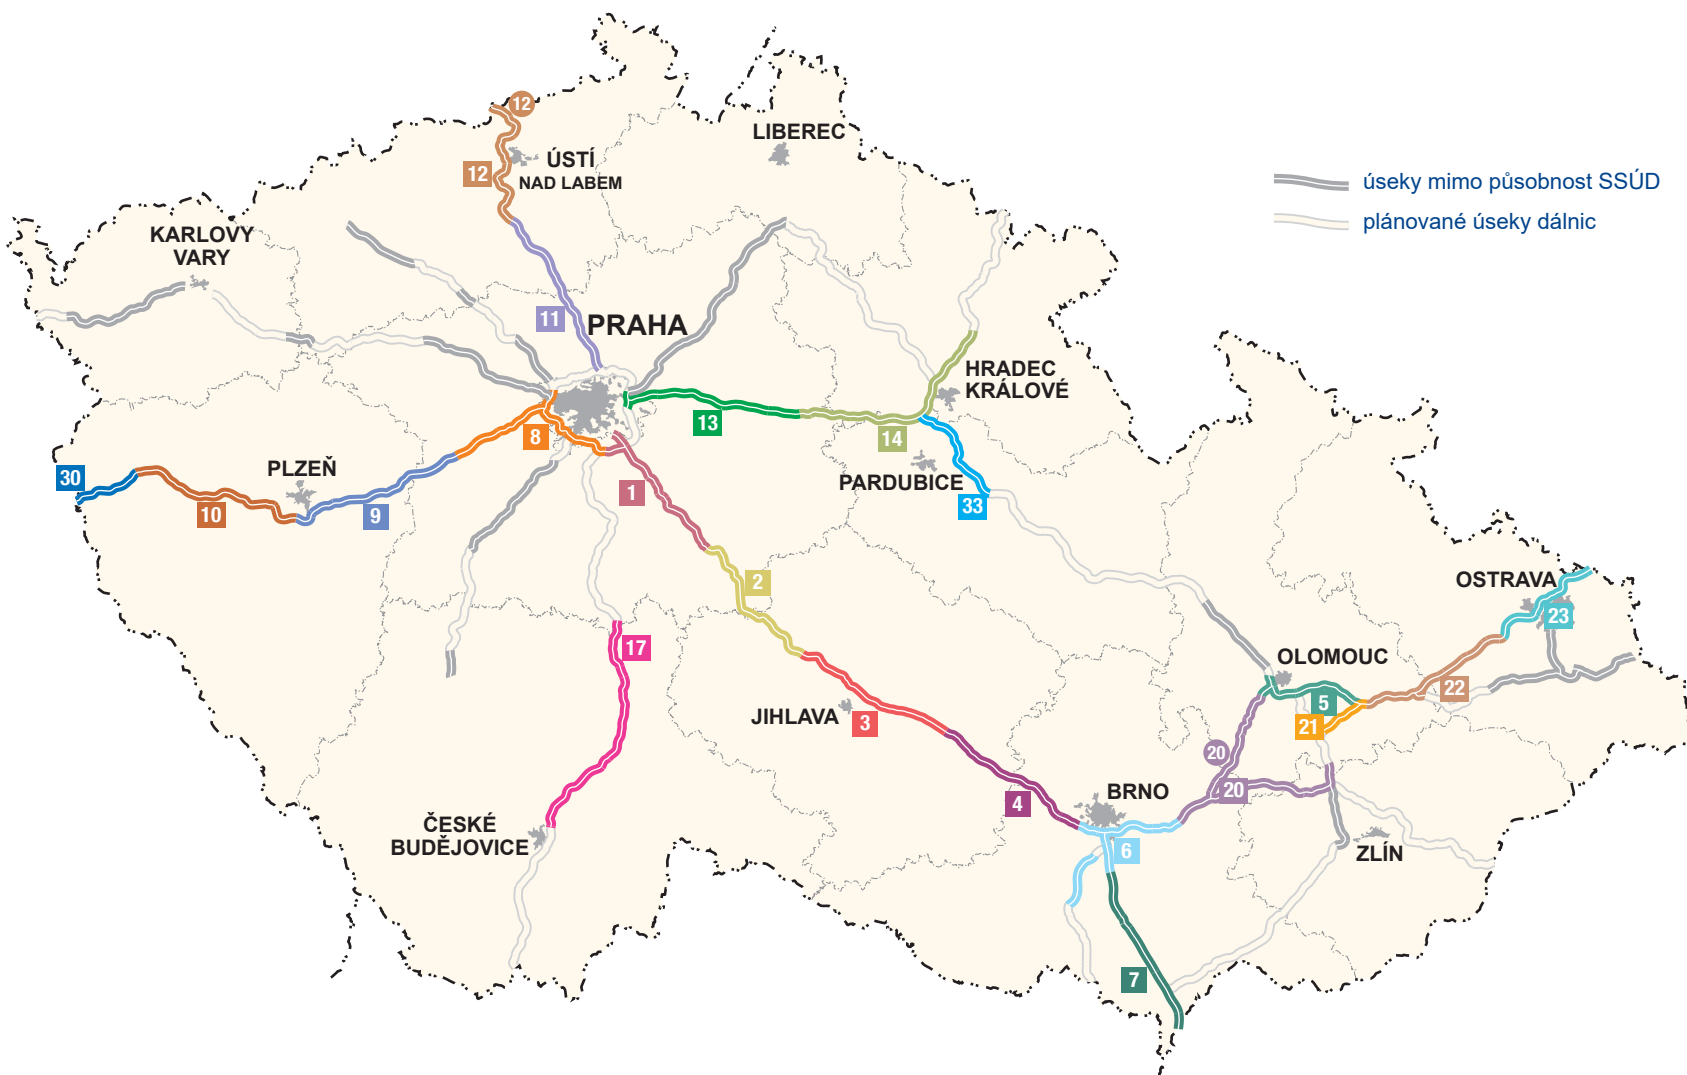 12
LIBEREC
ÚSTÍ
NAD LABEM
12
úseky mimo působnost SSÚD
plánované úseky dálnic
KARLOVY
VARY
11
PRAHA
HRADEC
KRÁLOVÉ
13
14
8
PLZEŇ
30
PARDUBICE
10
9
1
33
2
OSTRAVA
23
17
OLOMOUC
22
5
JIHLAVA
3
21
20
BRNO
20
4
ČESKÉ
BUDĚJOVICE
6
ZLÍN
7